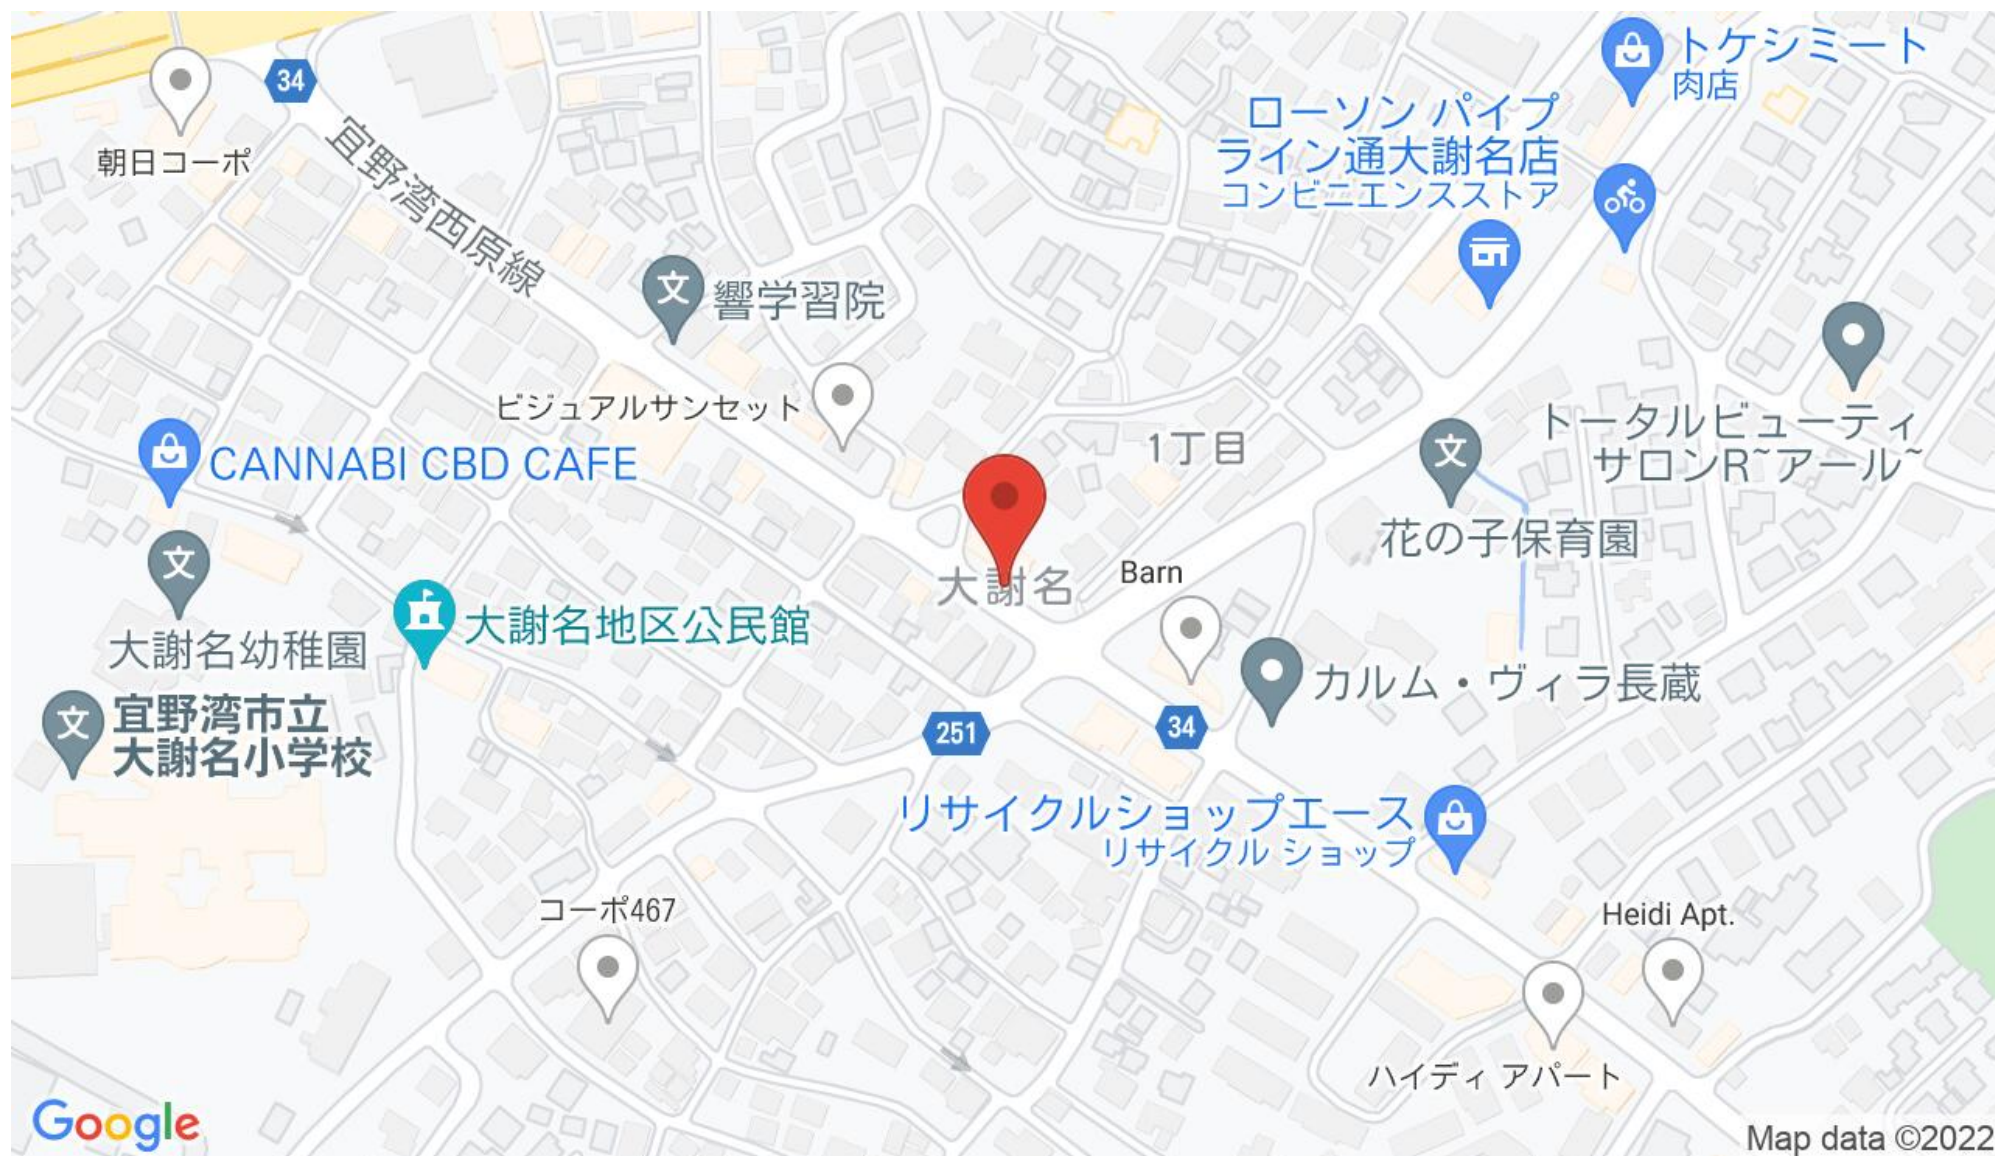 トケシミート
肉店
34
ローソン パイプ
ライン通大謝名店
コンビニエンスストア
朝日コーポ
宜野湾西原線
文
響学習院
ビジュアルサンセット
トータルビューティ
サロンR~アール~
1丁目
文
CANNABI CBD CAFE
花の子保育園
文
大謝名
Barn
大謝名地区公民館
大謝名幼稚園
カルム・ヴィラ長蔵
文
宜野湾市立
大謝名小学校
251
34
リサイクルショップエース
リサイクル ショップ
コーポ467
Heidi Apt.
ハイディ アパート
Google
Map data ©2022